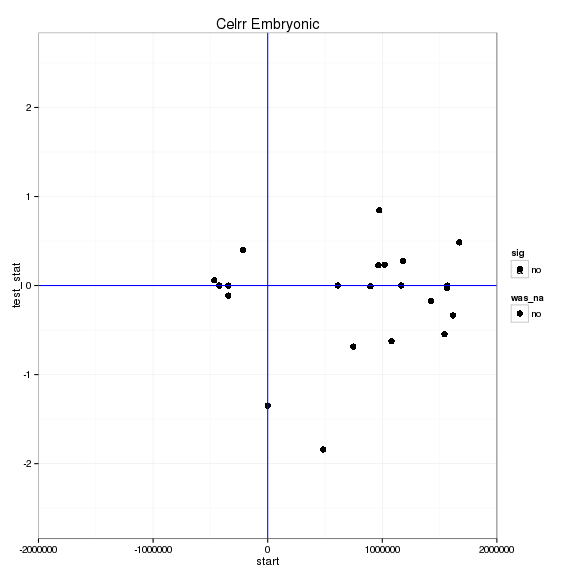 Celrr Embryonic
2
1
0
-1
-2
test_stat
-2000000
-1000000
0
1000000
2000000
start
sig
no
was_na
no